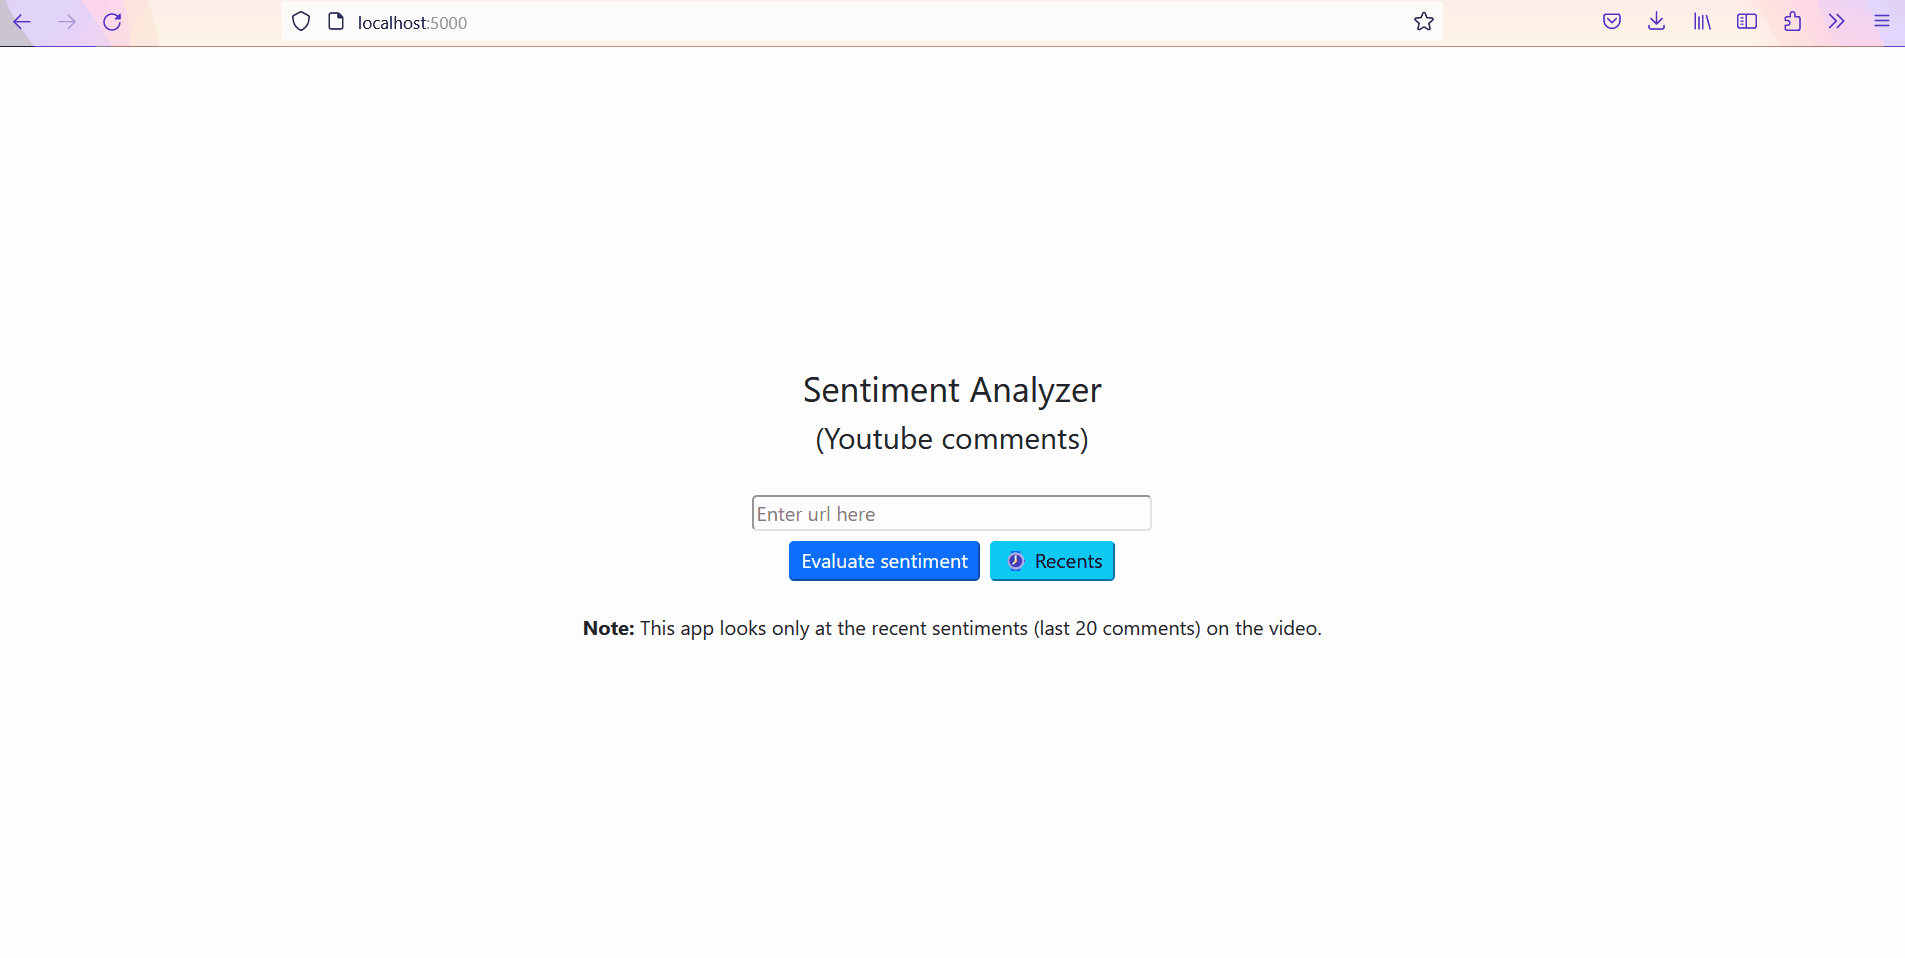 localhost:5000
Sentiment Analyzer
(Youtube comments)
Enter url here
Evaluate sentiment
Recents
Note: This app looks only at the recent sentiments (last 20 comments) on the video.